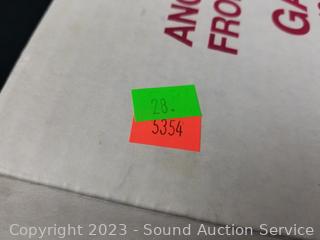 ANG
FRO
GA
28.
5354
Copyright 2023 - Sound Auction Service